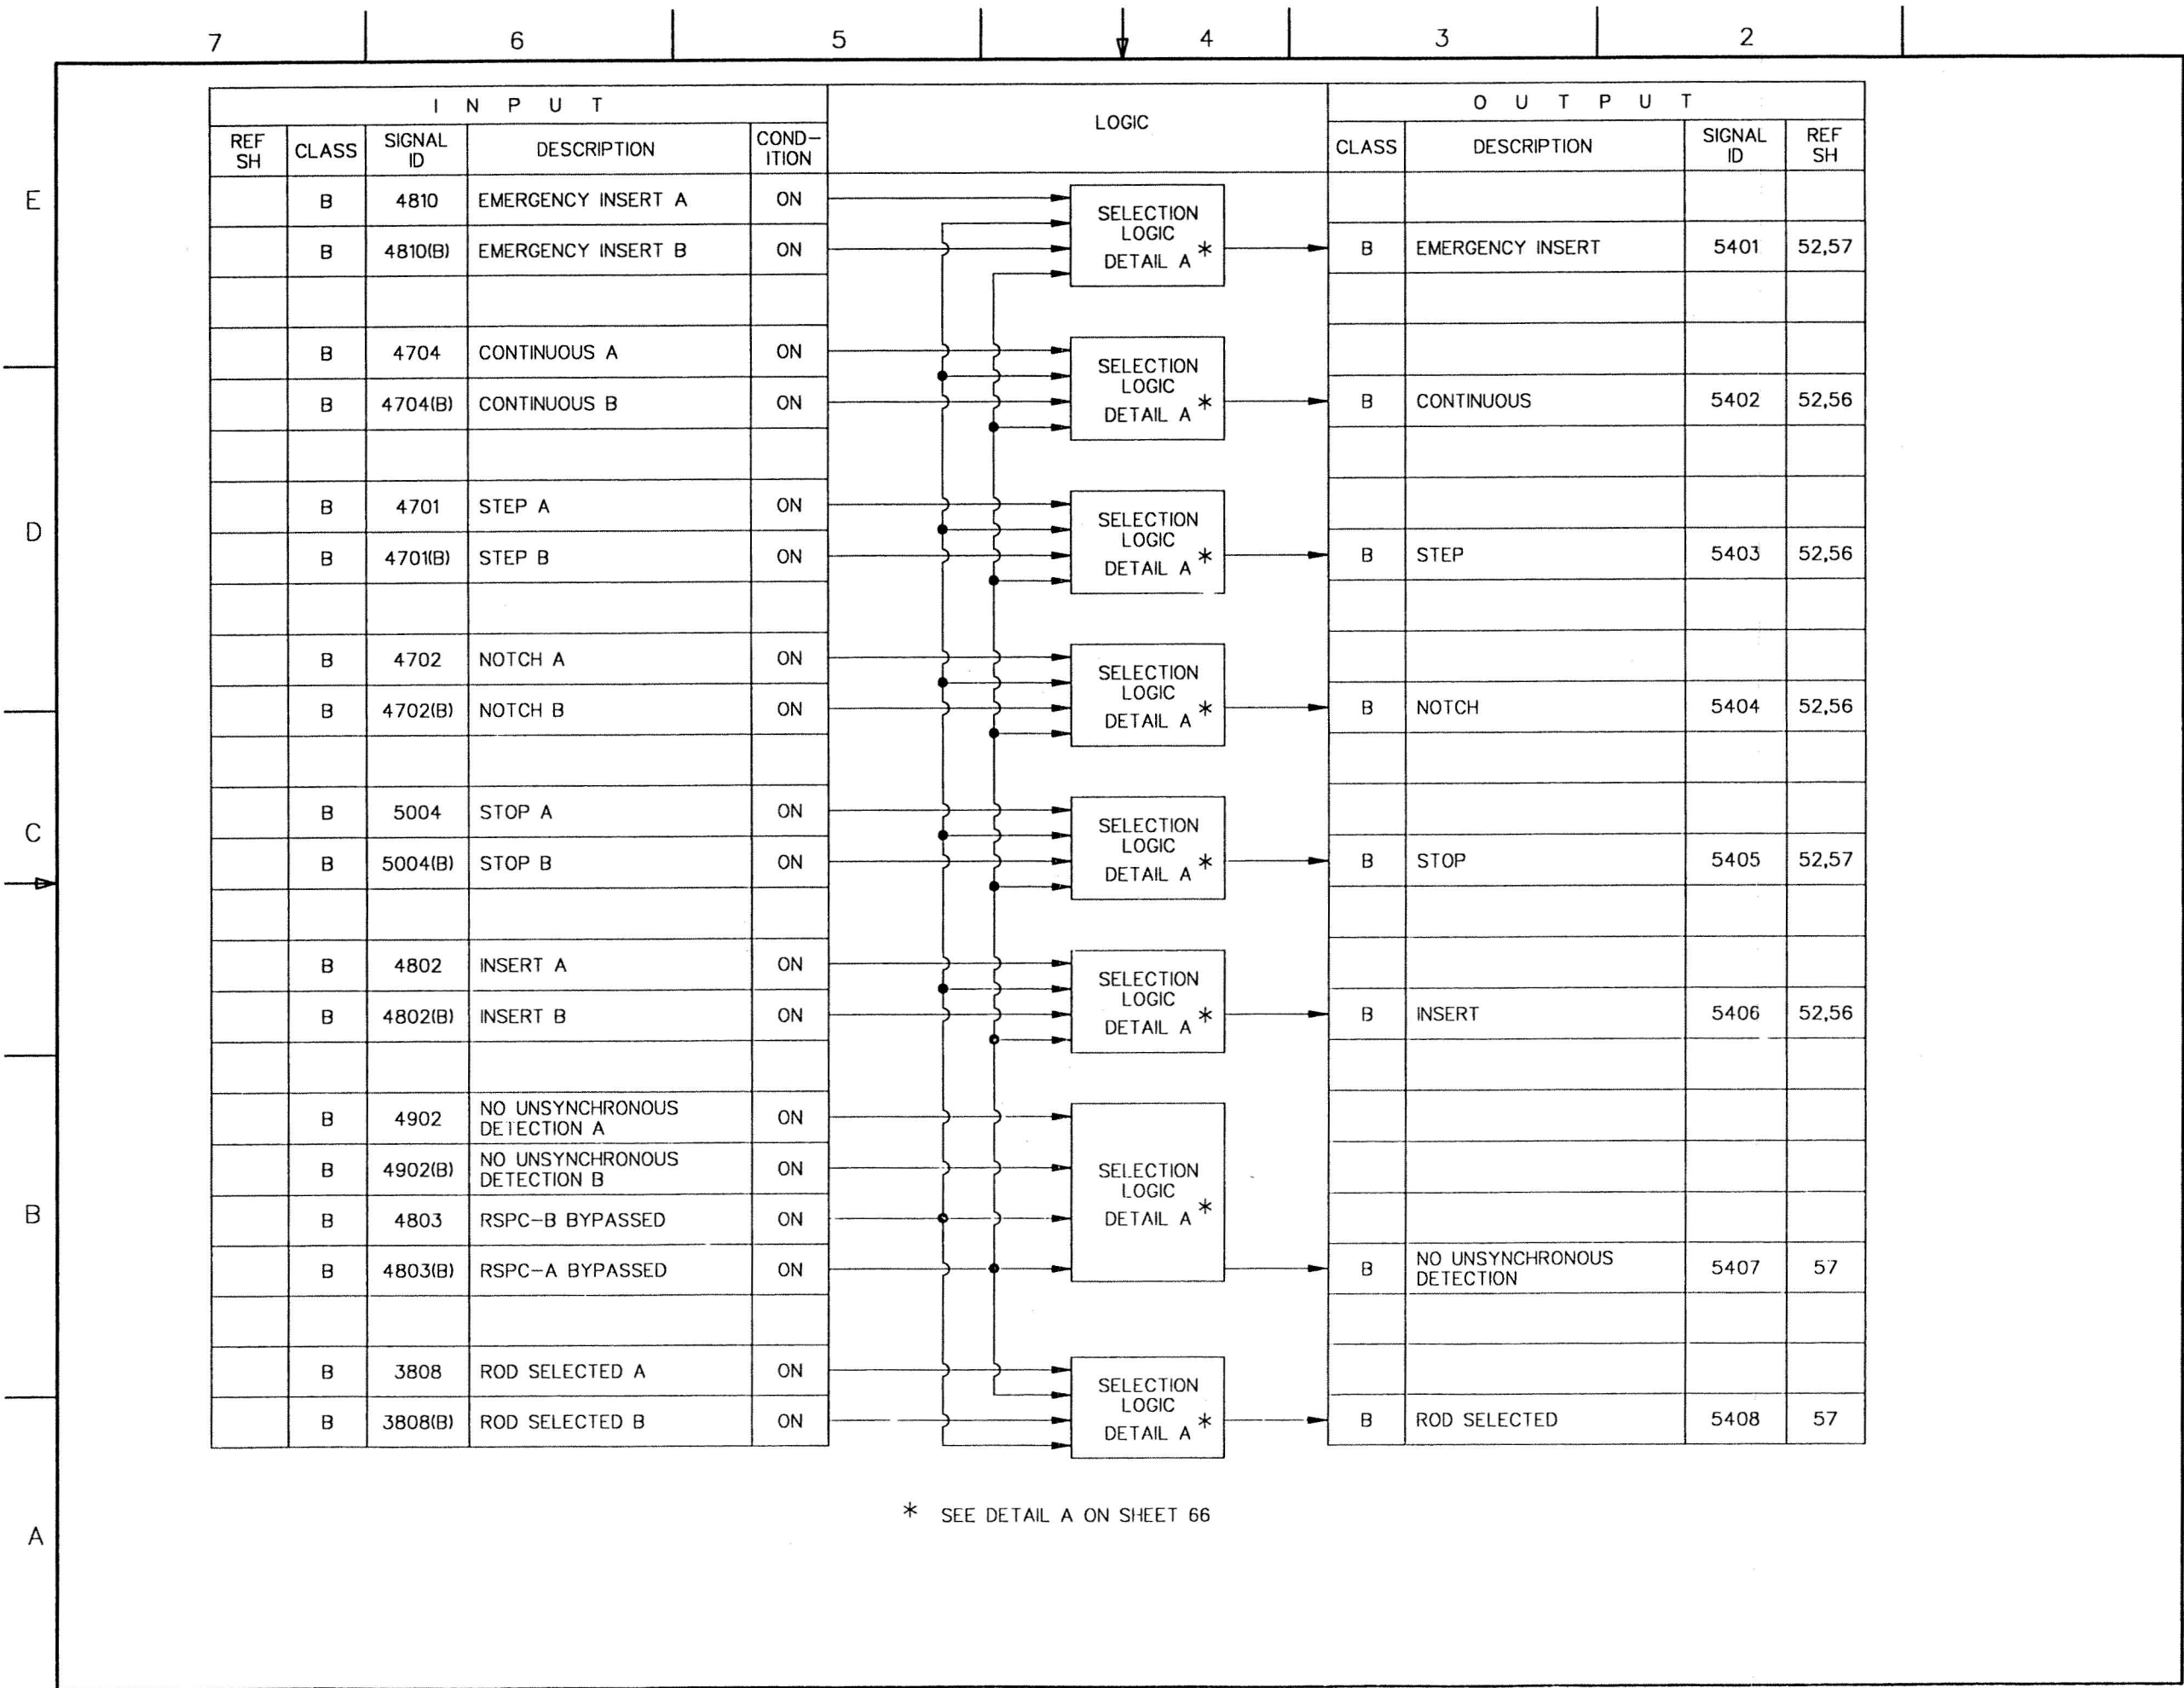 7 6 5 4 3 2
I N P U T LOGIC O U T P U T
REF SH CLASS SIGNAL ID DESCRIPTION COND-ITION CLASS DESCRIPTION SIGNAL ID REF SH
E
B 4810 EMERGENCY INSERT A ON
SELECTION LOGIC DETAIL A *
B 4810(B) EMERGENCY INSERT B ON B EMERGENCY INSERT 5401 52,57
B 4704 CONTINUOUS A ON
SELECTION LOGIC DETAIL A *
B 4704(B) CONTINUOUS B ON B CONTINUOUS 5402 52,56
D
B 4701 STEP A ON
SELECTION LOGIC DETAIL A *
B 4701(B) STEP B ON B STEP 5403 52,56
B 4702 NOTCH A ON
SELECTION LOGIC DETAIL A *
B 4702(B) NOTCH B ON B NOTCH 5404 52,56
C
B 5004 STOP A ON
SELECTION LOGIC DETAIL A *
B 5004(B) STOP B ON B STOP 5405 52,57
B 4802 INSERT A ON
SELECTION LOGIC DETAIL A *
B 4802(B) INSERT B ON B INSERT 5406 52,56
B 4902 NO UNSYNCHRONOUS DETECTION A ON
B 4902(B) NO UNSYNCHRONOUS DETECTION B ON
SELECTION LOGIC DETAIL A *
B
B 4803 RSPC-B BYPASSED ON
B 4803(B) RSPC-A BYPASSED ON B NO UNSYNCHRONOUS DETECTION 5407 57
B 3808 ROD SELECTED A ON
SELECTION LOGIC DETAIL A *
B 3808(B) ROD SELECTED B ON B ROD SELECTED 5408 57
* SEE DETAIL A ON SHEET 66
A